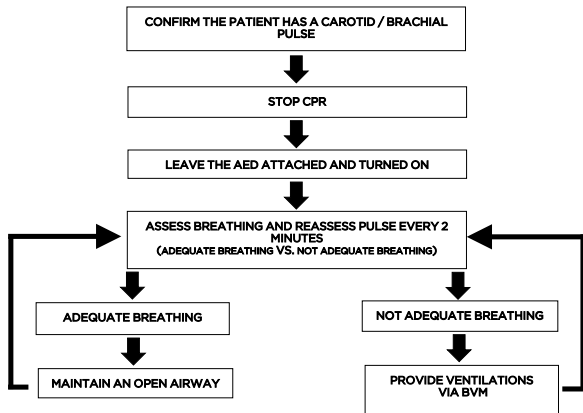 CONFIRM THE PATIENT HAS A CAROTID / BRACHIAL
PULSE
STOP CPR
LEAVE THE AED ATTACHED AND TURNED ON
ASSESS BREATHING AND REASSESS PULSE EVERY 2
MINUTES
(ADEQUATE BREATHING VS. NOT ADEQUATE BREATHING)
ADEQUATE BREATHING
NOT ADEQUATE BREATHING
MAINTAIN AN OPEN AIRWAY
PROVIDE VENTILATIONS
VIA BVM